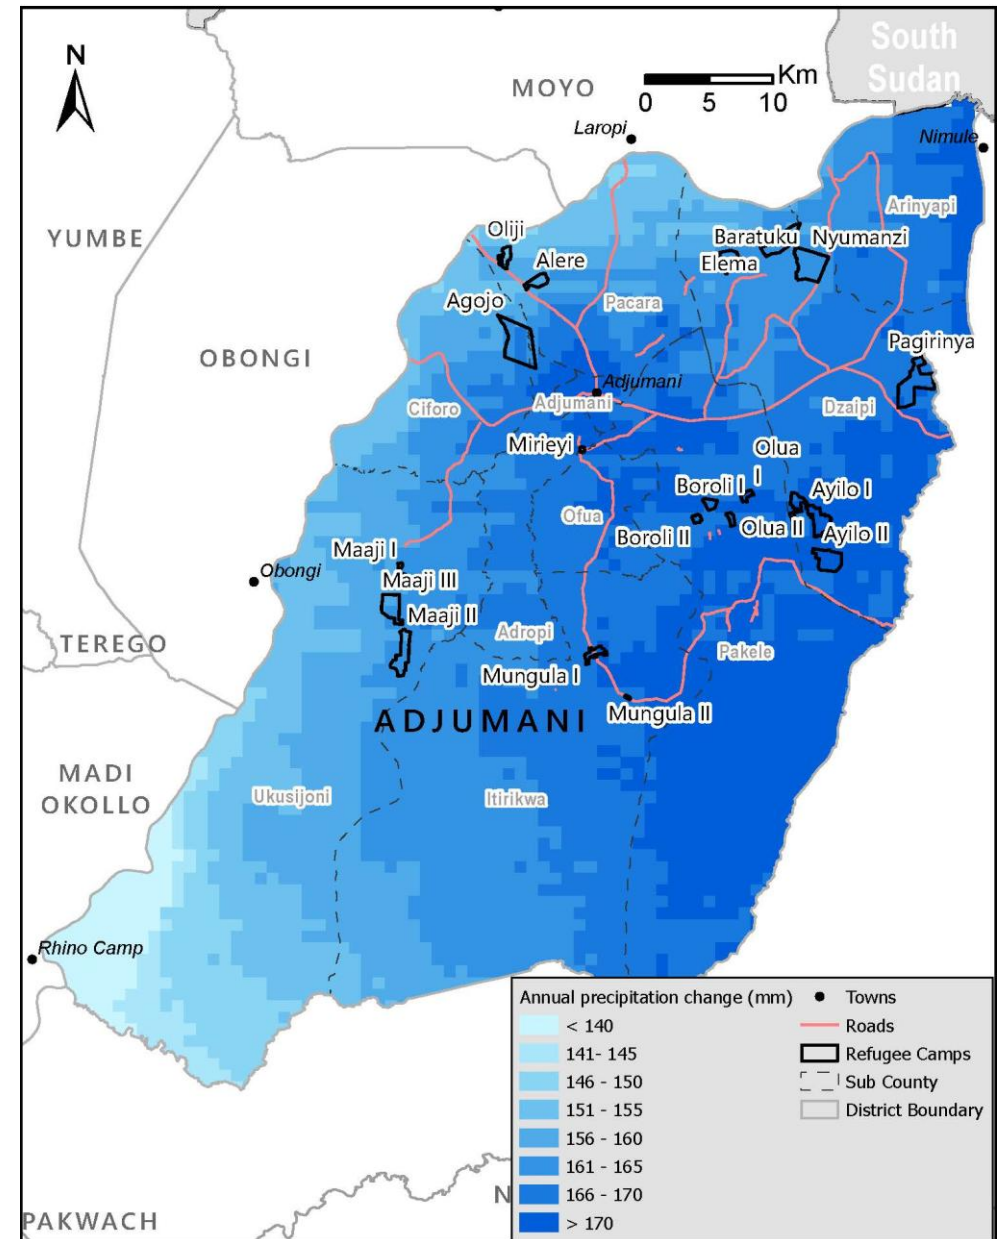 South
Sudan
N
MOYO
Km
0 5 10
Laropi
Nimule
Arinyapi
YUMBE
Oliji
Baratuku
Nyumanzi
Alere
Elema
Agojo
Pacara
Pagirinya
OBONGI
Adjumani
Ciforo
Adjumani
Dzaipi
Mirieyi
Olua
I
Boroli I
Ayilo I
Ofua
Olua II
Boroli II
Ayilo II
Maaji I
Obongi
Maaji III
Maaji II
TEREGO
Adropi
Pakele
Mungula I
ADJUMANI
Mungula II
MADI
OKOLLO
Ukusijoni
Itirikwa
Rhino Camp
Annual precipitation change (mm)
< 140
141- 145
146 - 150
151 - 155
156 - 160
161 - 165
166 - 170
> 170
Towns
Roads
Refugee Camps
Sub County
District Boundary
N
PAKWACH